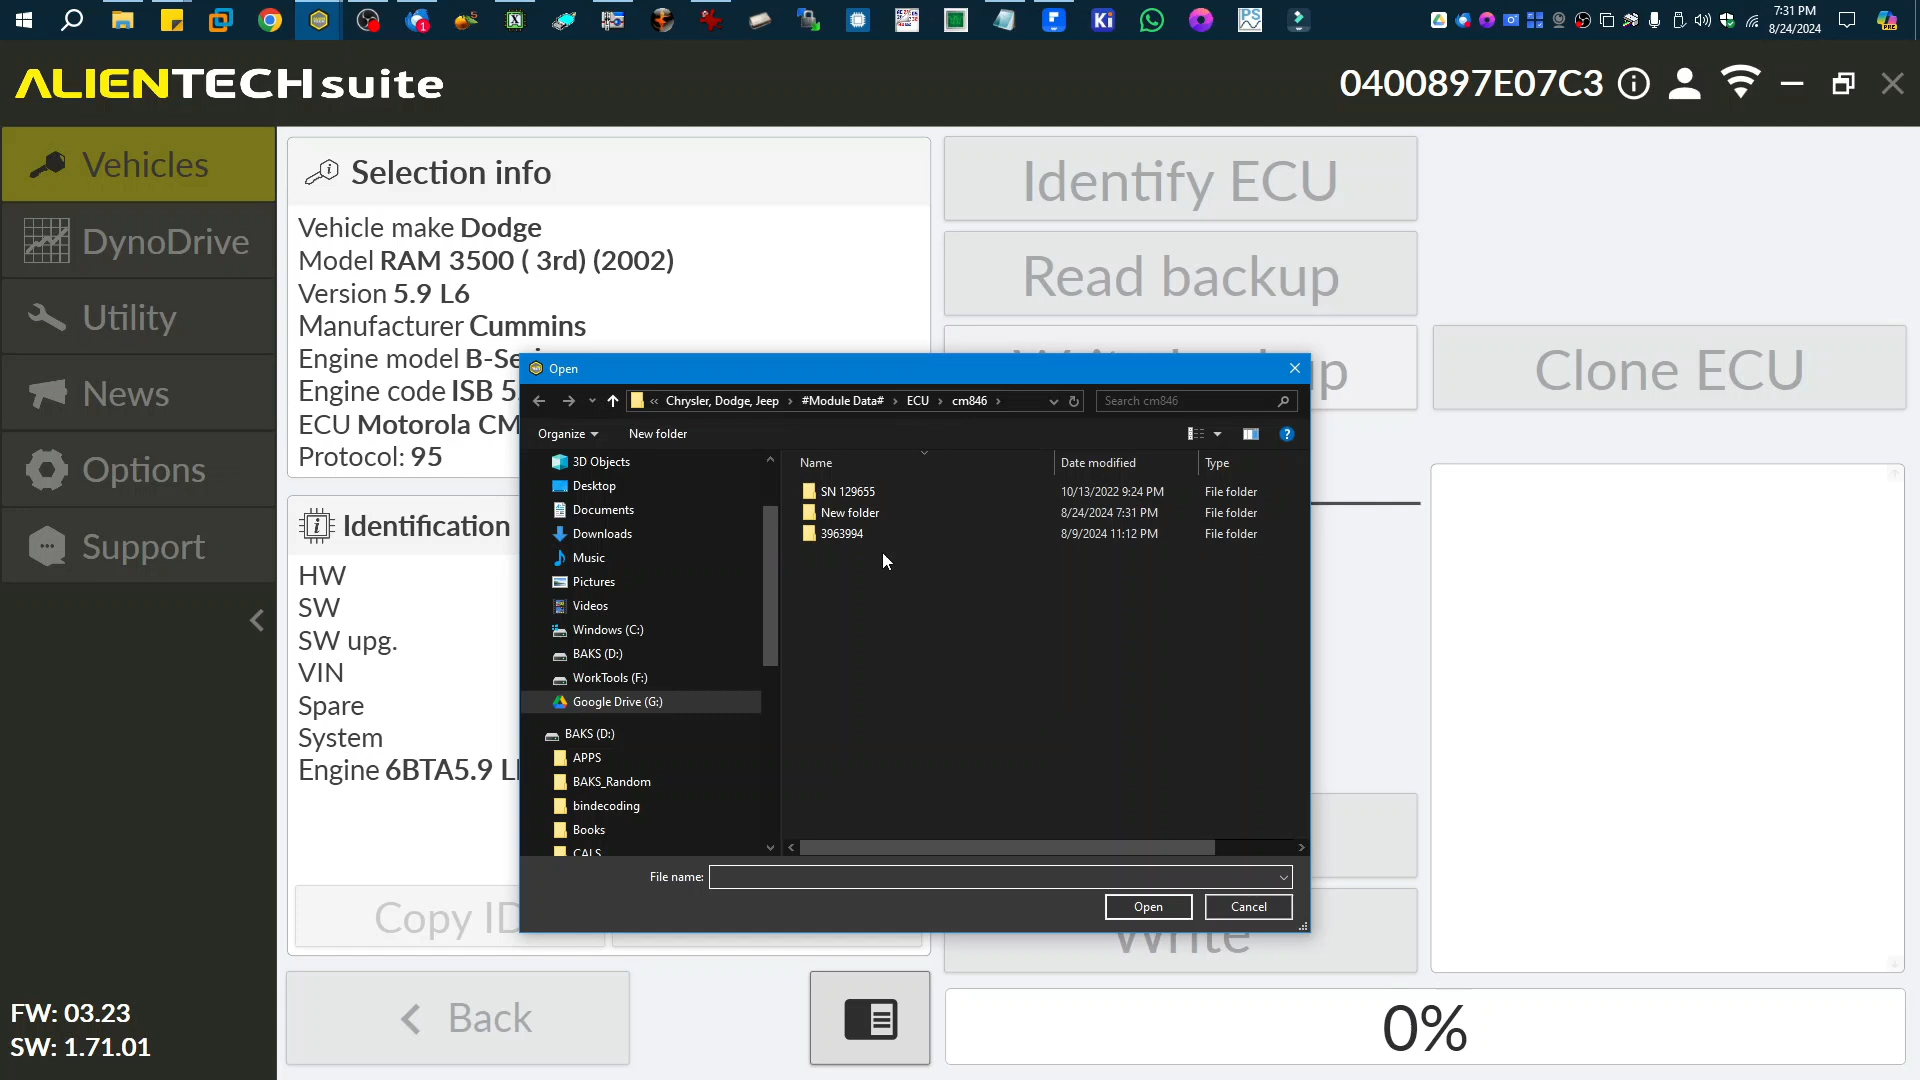 7:31 PM
8/24/2024
ALIENTECH suite
0400897E07C3
Vehicles
DynoDrive
Utility
News
Options
Support
FW: 03.23
SW: 1.71.01
Selection info
Vehicle make Dodge
Model RAM 3500 ( 3rd) (2002)
Version 5.9 L6
Manufacturer Cummins
Engine model B-Se
Engine code ISB 5
ECU Motorola CM
Protocol: 95
Identification
HW
SW
SW upg.
VIN
Spare
System
Engine 6BTA5.9 L
Copy ID
Back
Identify ECU
Read backup
Clone ECU
Write
0%
Open
Chrysler, Dodge, Jeep
#Module Data#
ECU
cm846
Search cm846
Organize
New folder
3D Objects
Desktop
Documents
Downloads
Music
Pictures
Videos
Windows (C:)
BAKS (D:)
WorkTools (F:)
Google Drive (G:)
BAKS (D:)
APPS
BAKS_Random
bindecoding
Books
CALS
Name Date modified Type
SN 129655 10/13/2022 9:24 PM File folder
New folder 8/24/2024 7:31 PM File folder
3963994 8/9/2024 11:12 PM File folder
File name:
Open
Cancel